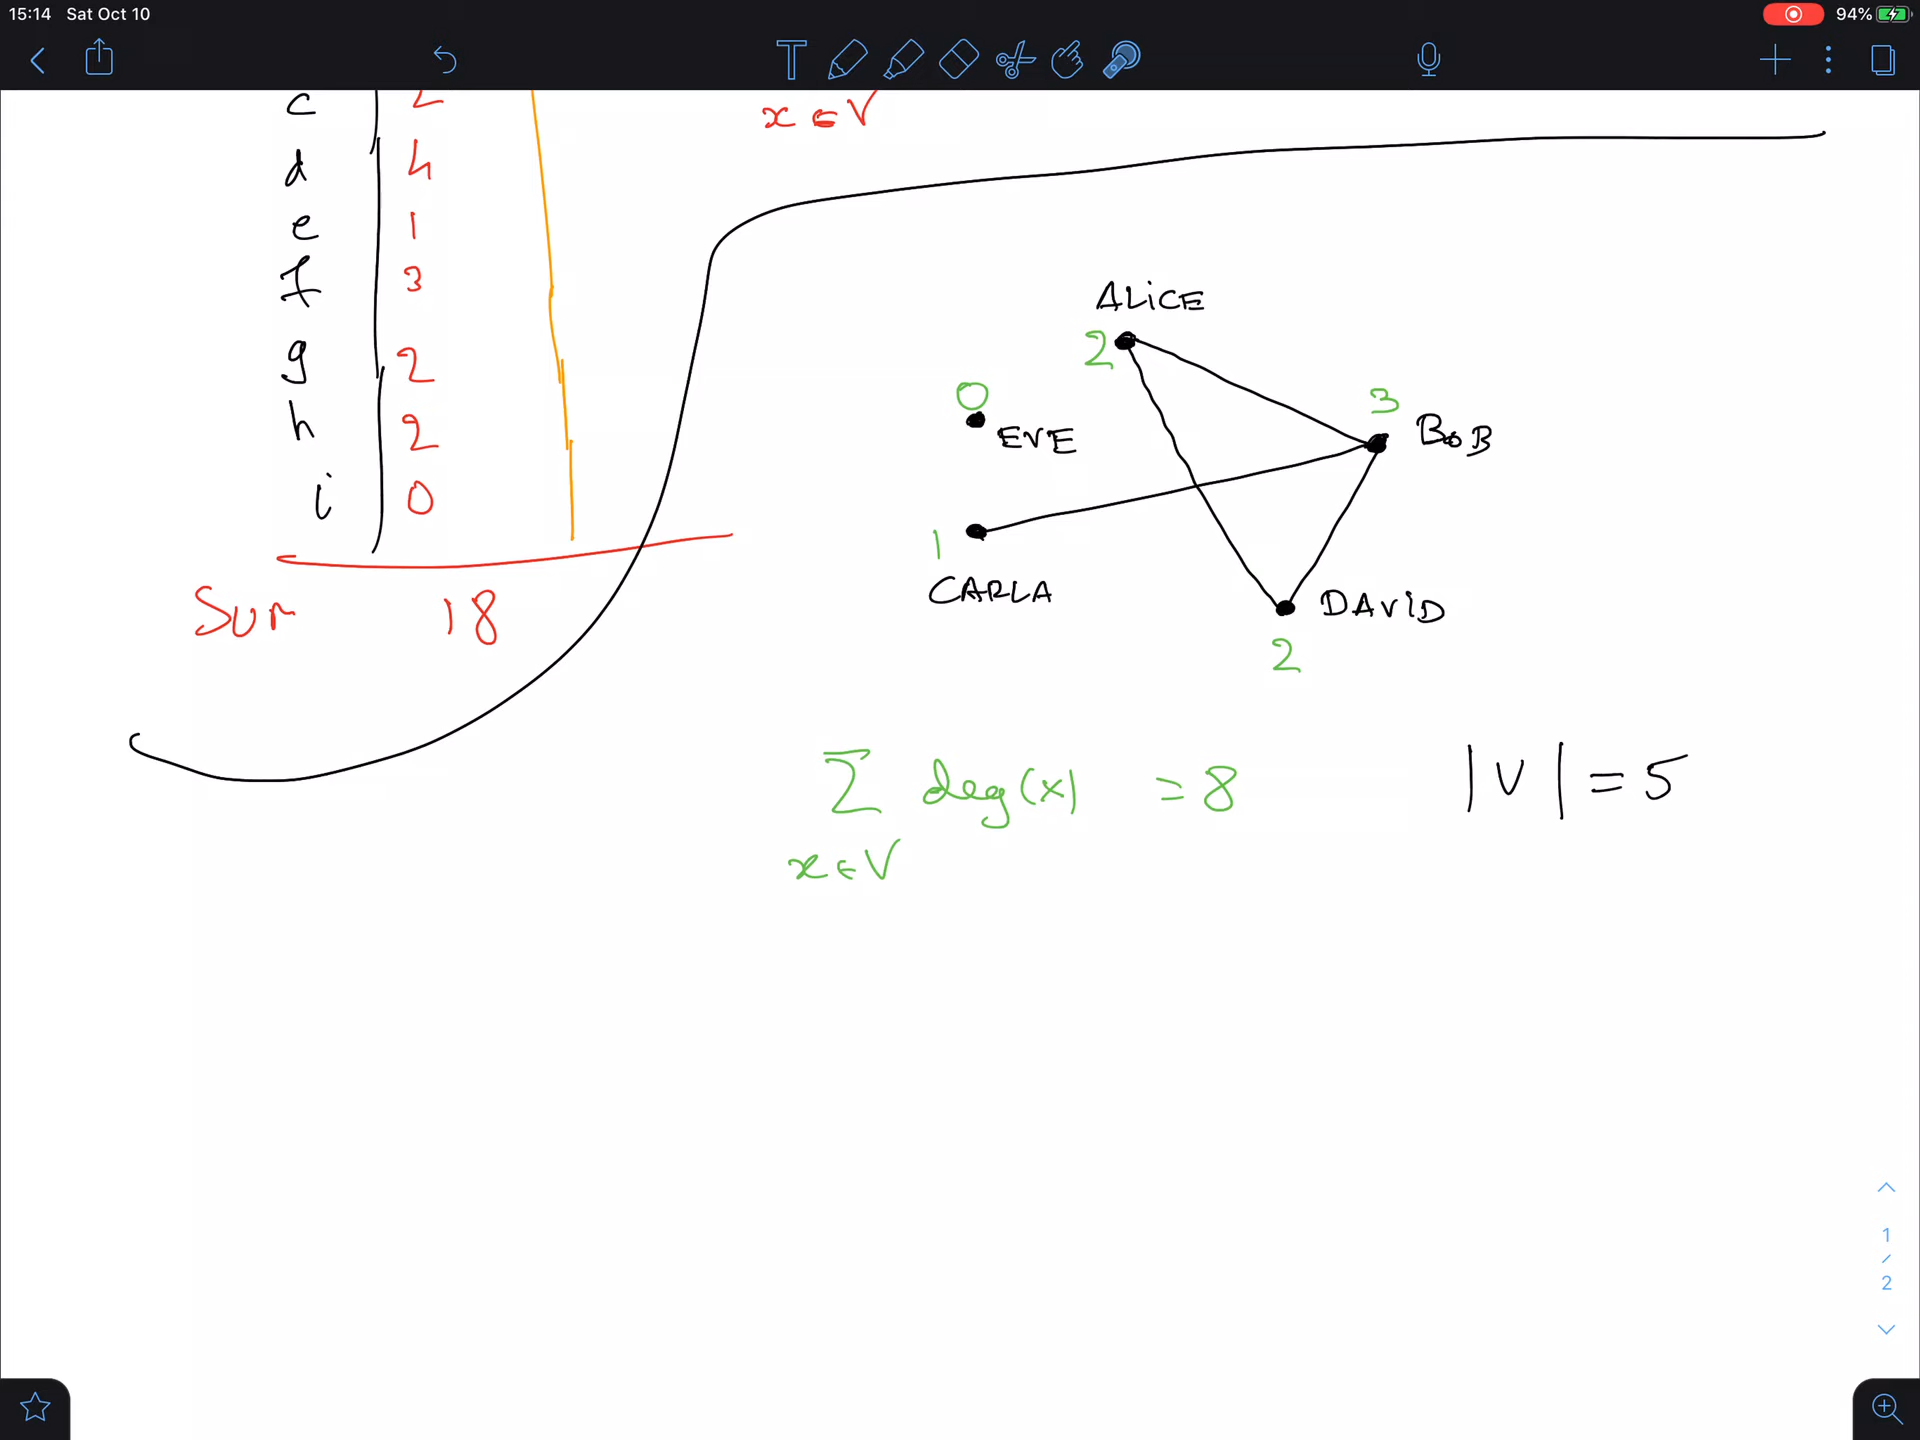 15:14 Sat Oct 10
94%
c
x ∈ V
d 4
e 1
f 3
g 2
h 2
i 0
Sum 18
ALICE
2
0
3
EVE
BOB
1
CARLA
DAVID
2
Σ deg(x) = 8
x ∈ V
|V| = 5
1
/
2